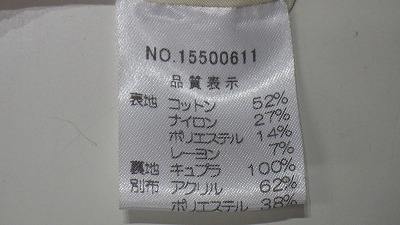 NO.15500611
品質表示
表地 コットン 52%
ナイロン 27%
ポリエステル 14%
レーヨン 7%
裏地 キュプラ 100%
別布 アクリル 62%
ポリエステル 38%